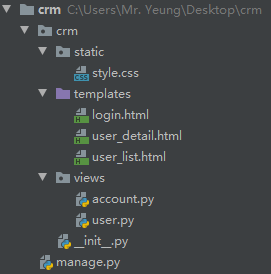 crm C:\Users\Mr. Yeung\Desktop\crm
crm
static
style.css
templates
login.html
user_detail.html
user_list.html
views
account.py
user.py
__init__.py
manage.py